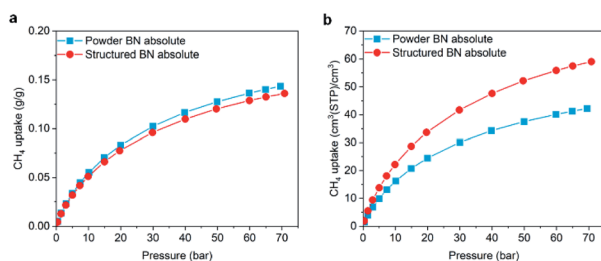 a
Powder BN absolute
Structured BN absolute
CH₄ uptake (g/g)
0.20
0.15
0.10
0.05
0.00
0 10 20 30 40 50 60 70
Pressure (bar)
b
Powder BN absolute
Structured BN absolute
CH₄ uptake (cm³(STP)/cm³)
70
60
50
40
30
20
10
0
0 10 20 30 40 50 60 70
Pressure (bar)